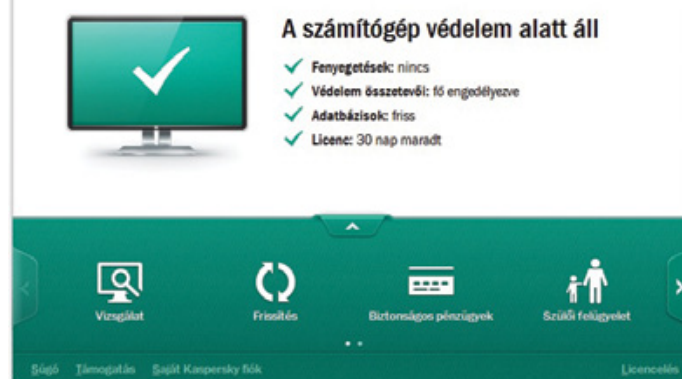 A számítógép védelem alatt áll
Fenyegetések: nincs
Védelem összetevői: fő engedélyezve
Adatbázisok: friss
Licenc: 30 nap maradt
Vizsgálat
Frissítés
Biztonságos pénzügyek
Szülői felügyelet
Súgó Támogatás Saját Kaspersky fiók Licencelés